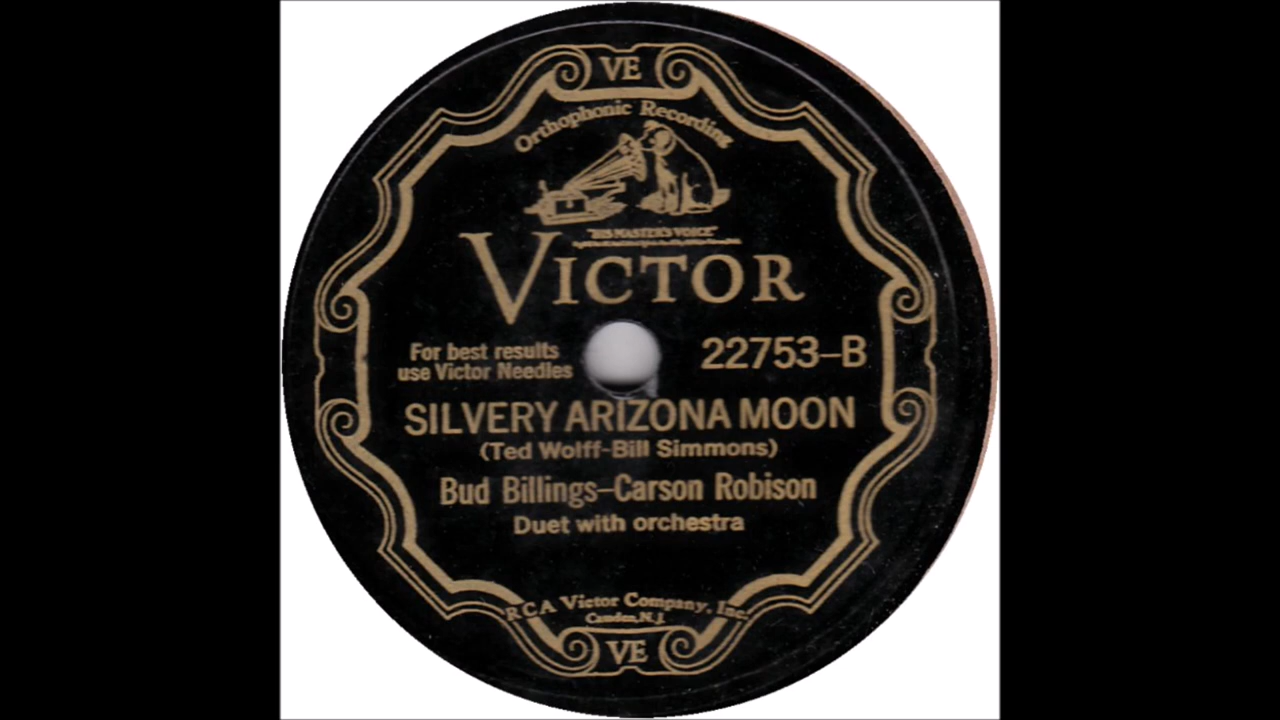 VE
Orthophonic Recording
"HIS MASTER'S VOICE"
VICTOR
For best results
use Victor Needles
22753–B
SILVERY ARIZONA MOON
(Ted Wolff-Bill Simmons)
Bud Billings–Carson Robison
Duet with orchestra
RCA Victor Company, Inc.
Camden, N.J.
VE